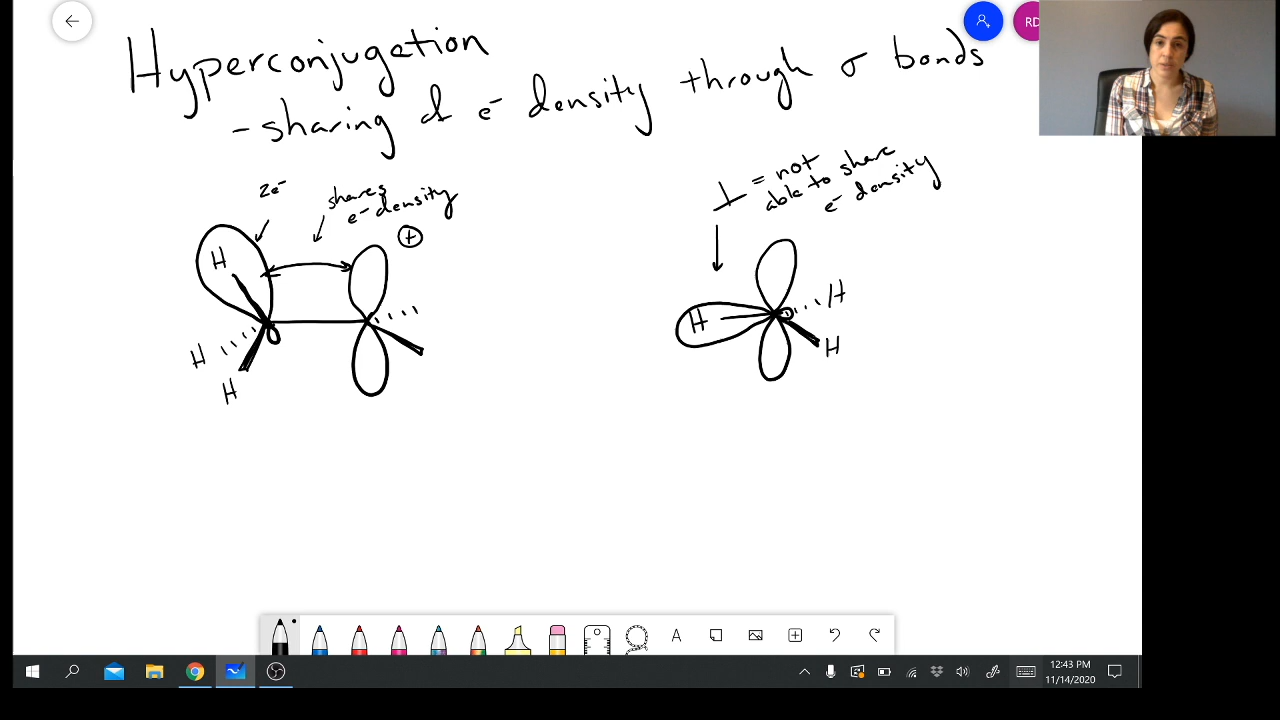 Hyperconjugation
-sharing of e⁻ density through σ bonds
RD
2e⁻
shares
e⁻ density
+
⊥ = not
able to share
e⁻ density
H
H
H
H
H
H
A
12:43 PM
11/14/2020